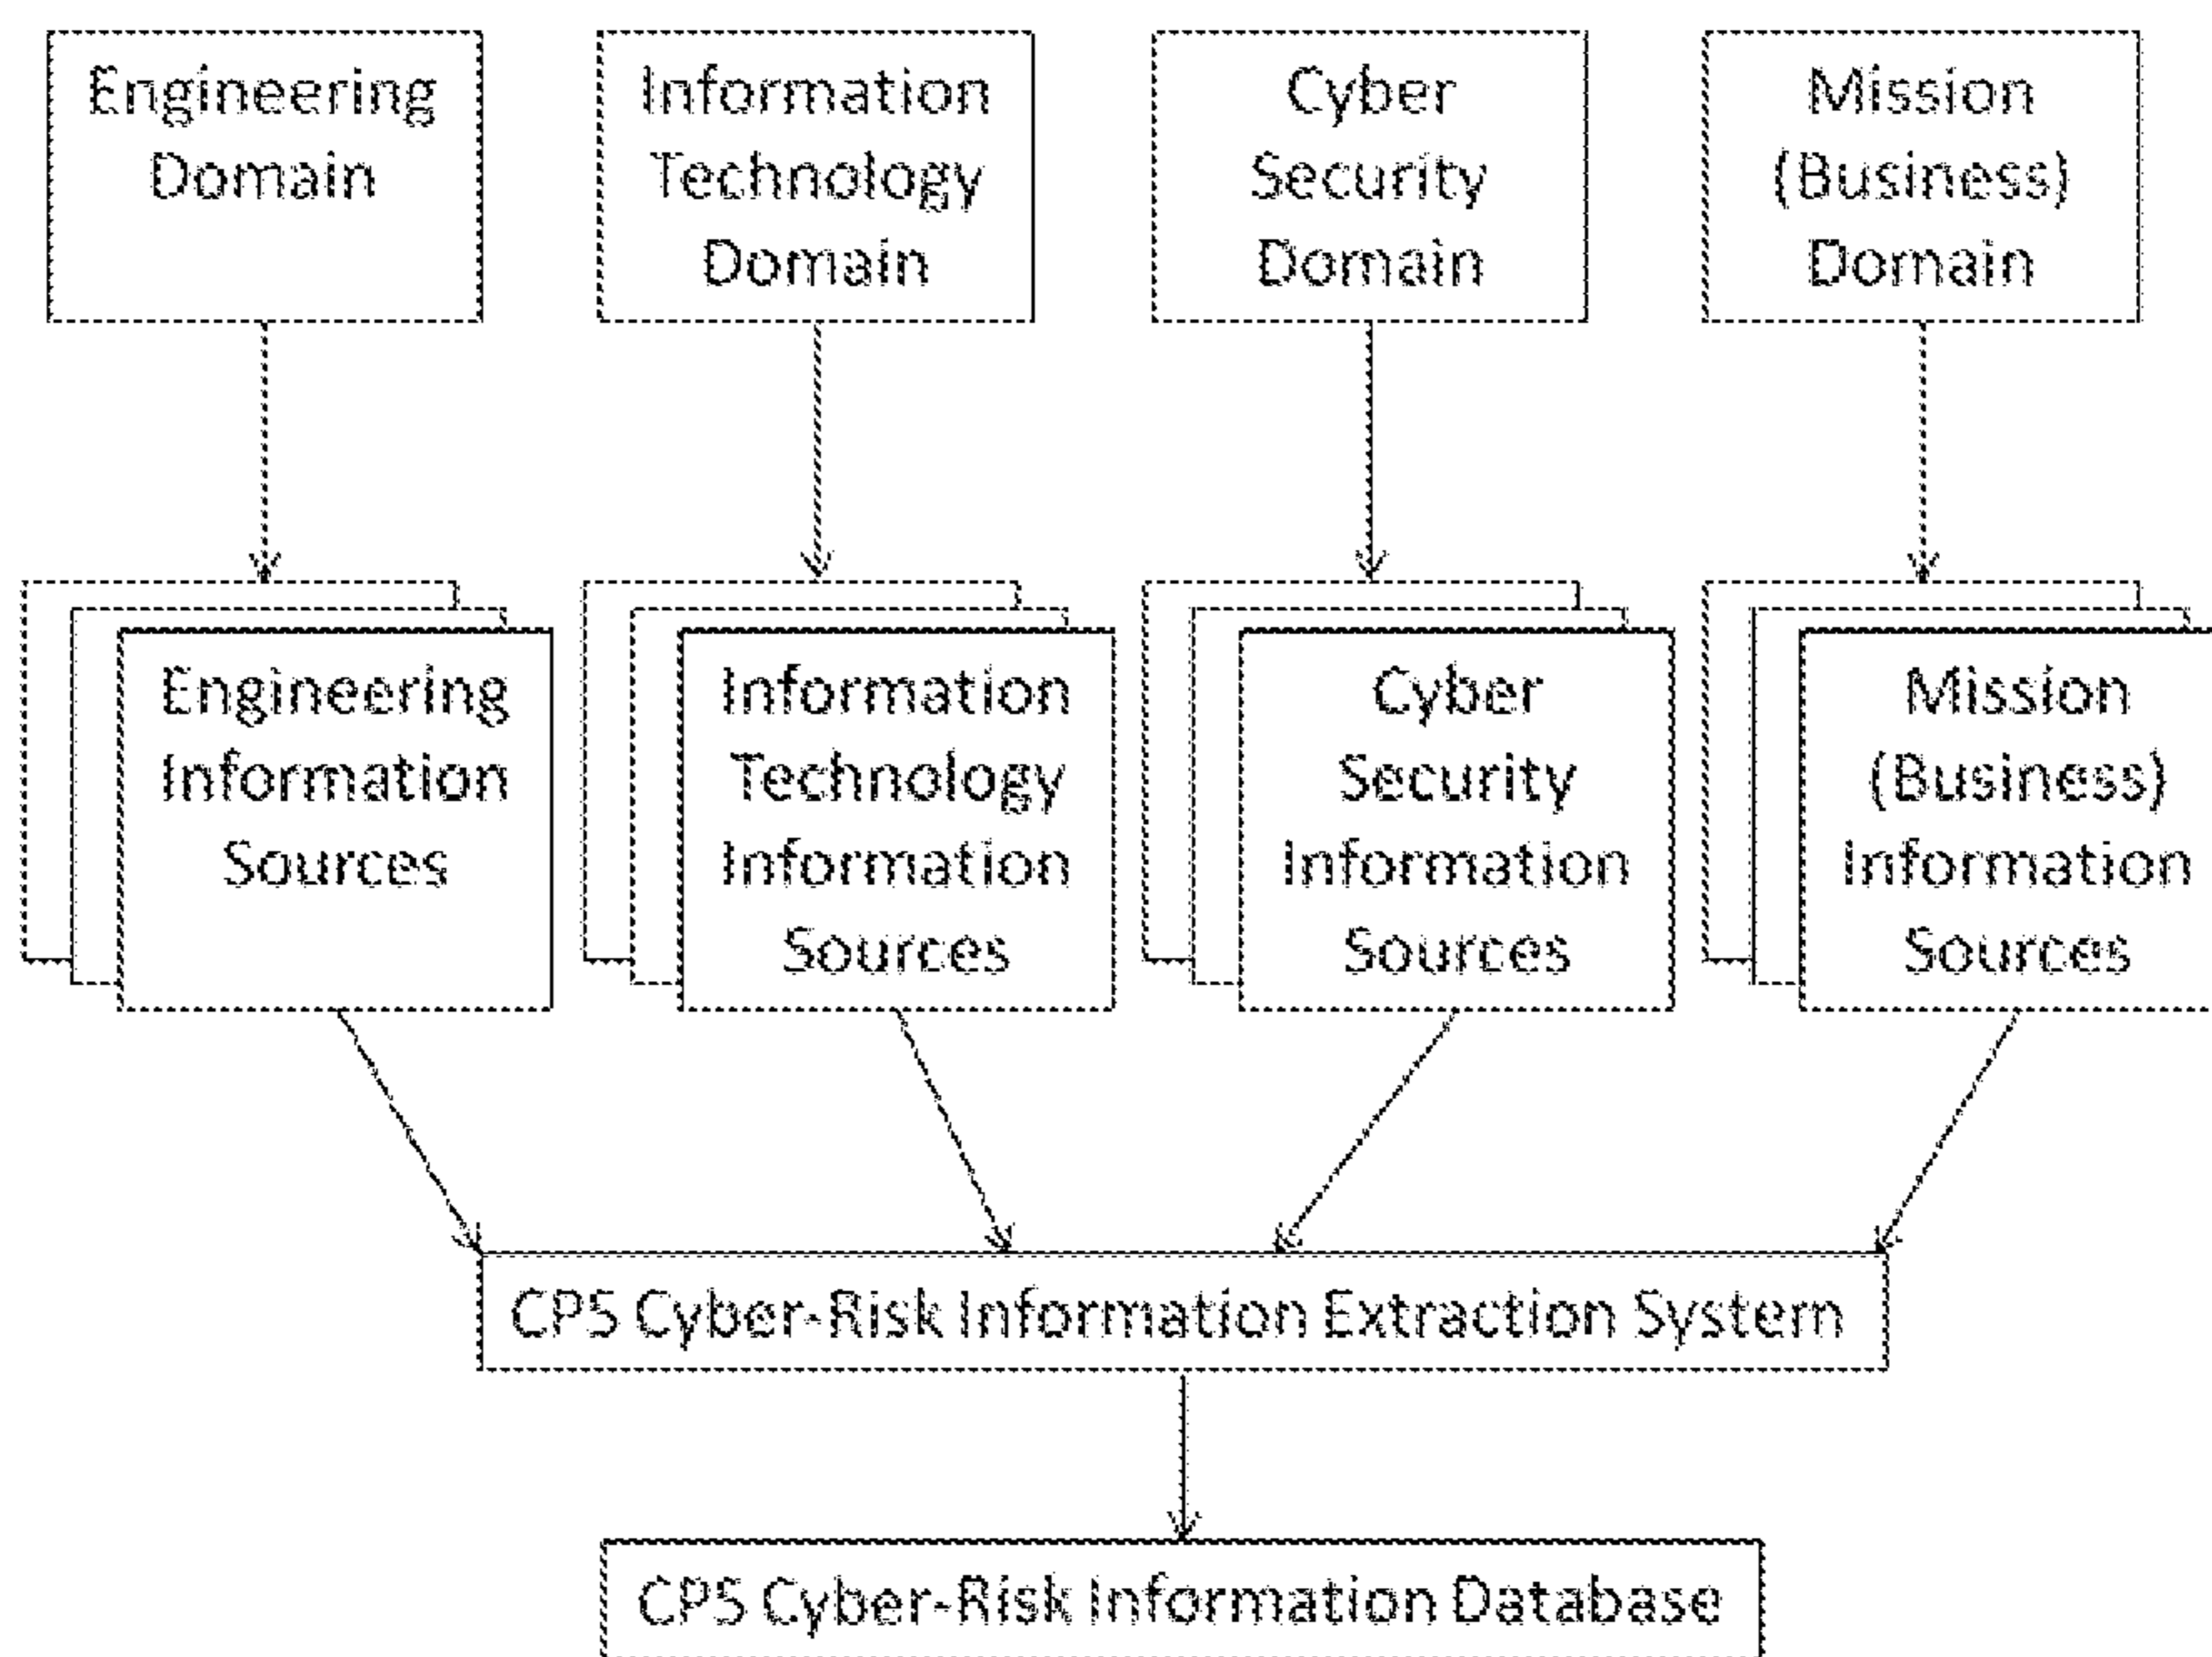 Engineering
Domain
Information
Technology
Domain
Cyber
Security
Domain
Mission
(Business)
Domain
Engineering
Information
Sources
Information
Technology
Information
Sources
Cyber
Security
Information
Sources
Mission
(Business)
Information
Sources
CPS Cyber-Risk Information Extraction System
CPS Cyber-Risk Information Database